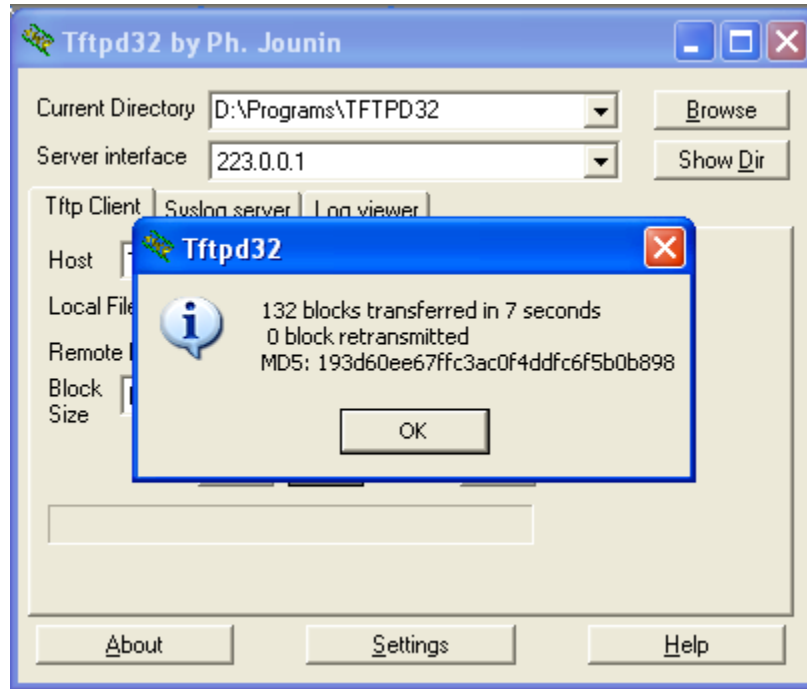 Tftpd32 by Ph. Jounin
Current Directory D:\Programs\TFTPD32 Browse
Server interface 223.0.0.1 Show Dir
Tftp Client Syslog server Log viewer
Tftpd32
Host
Local File
132 blocks transferred in 7 seconds
0 block retransmitted
Remote
MD5: 193d60ee67ffc3ac0f4ddfc6f5b0b898
Block
Size
OK
About Settings Help